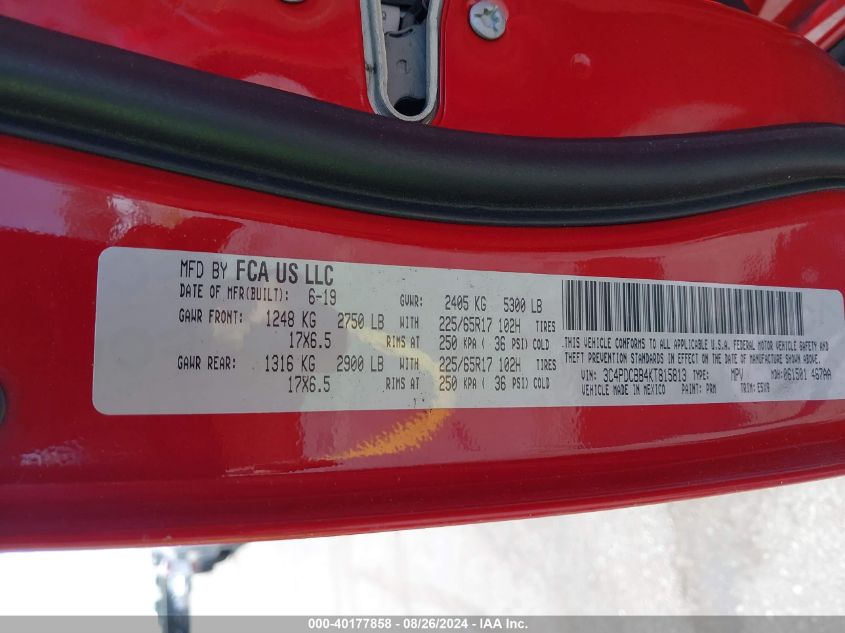 MFD BY FCA US LLC
DATE OF MFR(BUILT): 6-19 GVWR: 2405 KG 5300 LB
GAWR FRONT: 1248 KG 2750 LB WITH 225/65R17 102H TIRES
17X6.5 RIMS AT 250 KPA ( 36 PSI) COLD
GAWR REAR: 1316 KG 2900 LB WITH 225/65R17 102H TIRES
17X6.5 RIMS AT 250 KPA ( 36 PSI) COLD
THIS VEHICLE CONFORMS TO ALL APPLICABLE U.S.A. FEDERAL MOTOR VEHICLE SAFETY AND
THEFT PREVENTION STANDARDS IN EFFECT ON THE DATE OF MANUFACTURE SHOWN ABOVE.
VIN: 3C4PDCBB4KT815813 TYPE: MPV MDH: 061501 467AA
VEHICLE MADE IN MEXICO PAINT: PRM TRIM: E5X9
000-40177858 - 08/26/2024 - IAA Inc.